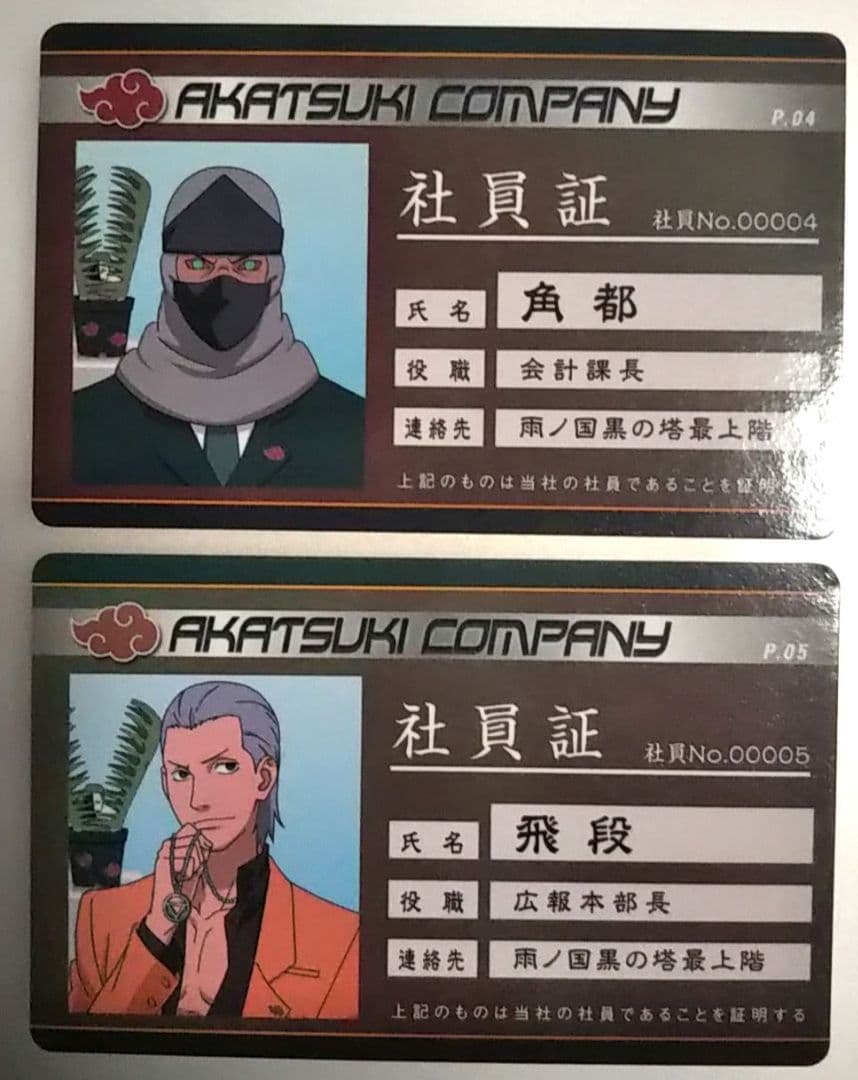 AKATSUKI COMPANY
P.04
社員証 社員No.00004
氏名 角都
役職 会計課長
連絡先 雨ノ国黒の塔最上階
上記のものは当社の社員であることを証明
AKATSUKI COMPANY
P.05
社員証 社員No.00005
氏名 飛段
役職 広報本部長
連絡先 雨ノ国黒の塔最上階
上記のものは当社の社員であることを証明する